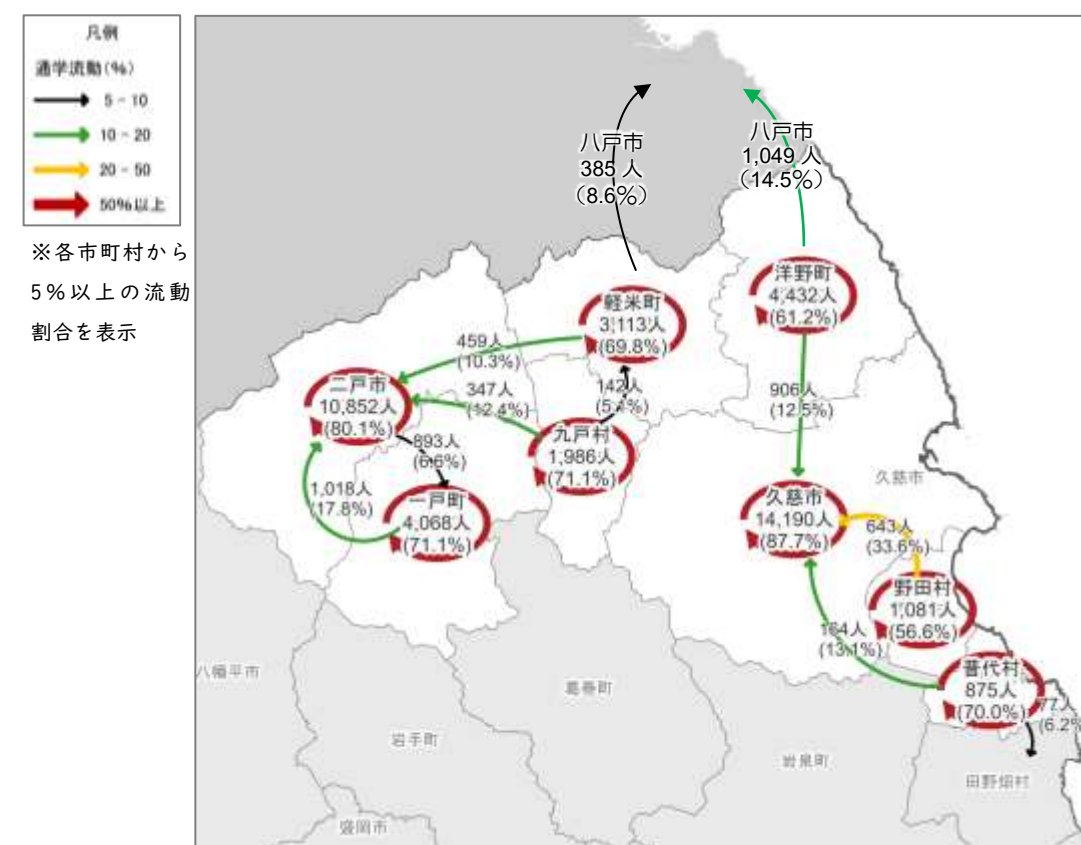 凡例
通学流動(%)
5 - 10
10 - 20
20 - 50
50%以上
※各市町村から
5%以上の流動
割合を表示
八戸市
385 人
（8.6%）
八戸市
1,049 人
（14.5%）
洋野町
4,432人
(61.2%)
軽米町
3,113人
(69.8%)
459人
(10.3%)
二戸市
10,852人
(80.1%)
347人
(12.4%)
142人
906人
(12.5%)
九戸村
1,986人
(71.1%)
893人
(6.6%)
1,018人
(17.8%)
一戸町
4,068人
(71.1%)
久慈市
久慈市
14,190人
(87.7%)
643人
(33.6%)
野田村
1,081人
(56.6%)
164人
(13.1%)
普代村
875人
(70.0%)
77人
(6.2%
八幡平市
葛巻町
岩手町
岩泉町
田野畑村
盛岡市